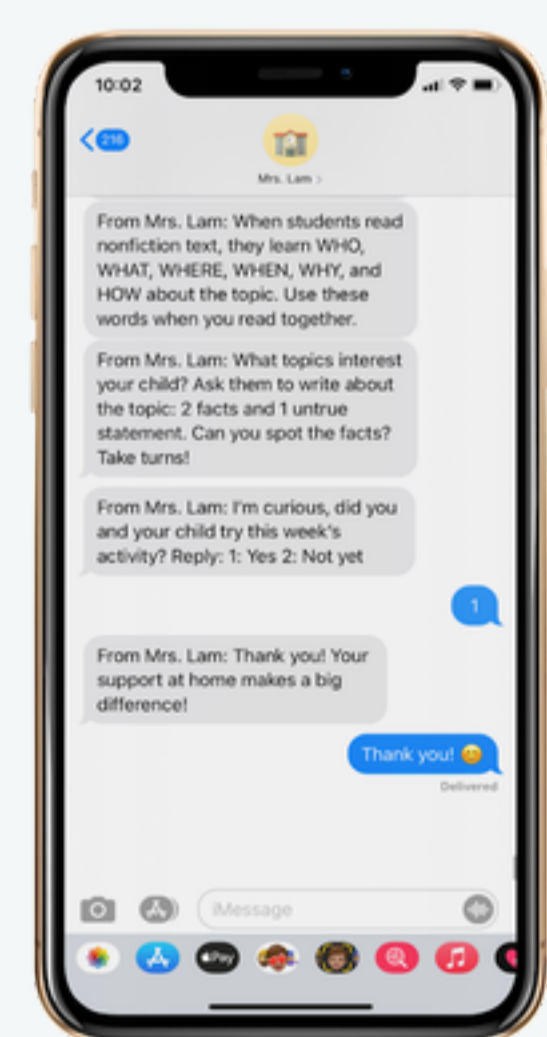 10:02
216
Mrs. Lam >
From Mrs. Lam: When students read
nonfiction text, they learn WHO,
WHAT, WHERE, WHEN, WHY, and
HOW about the topic. Use these
words when you read together.
From Mrs. Lam: What topics interest
your child? Ask them to write about
the topic: 2 facts and 1 untrue
statement. Can you spot the facts?
Take turns!
From Mrs. Lam: I'm curious, did you
and your child try this week's
activity? Reply: 1: Yes 2: Not yet
1
From Mrs. Lam: Thank you! Your
support at home makes a big
difference!
Thank you! 😊
Delivered
iMessage
Pay